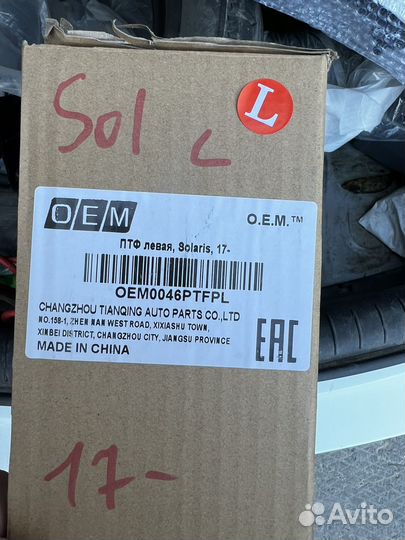 Sol
L
L
OEM
O.E.M.™
ПТФ левая, Solaris, 17-
OEM0046PTFPL
CHANGZHOU TIANQING AUTO PARTS CO.,LTD
NO.158-1, ZHEN NAN WEST ROAD, XIXIASHU TOWN,
XINBEI DISTRICT, CHANGZHOU CITY, JIANGSU PROVINCE
MADE IN CHINA
EAC
17-
Avito